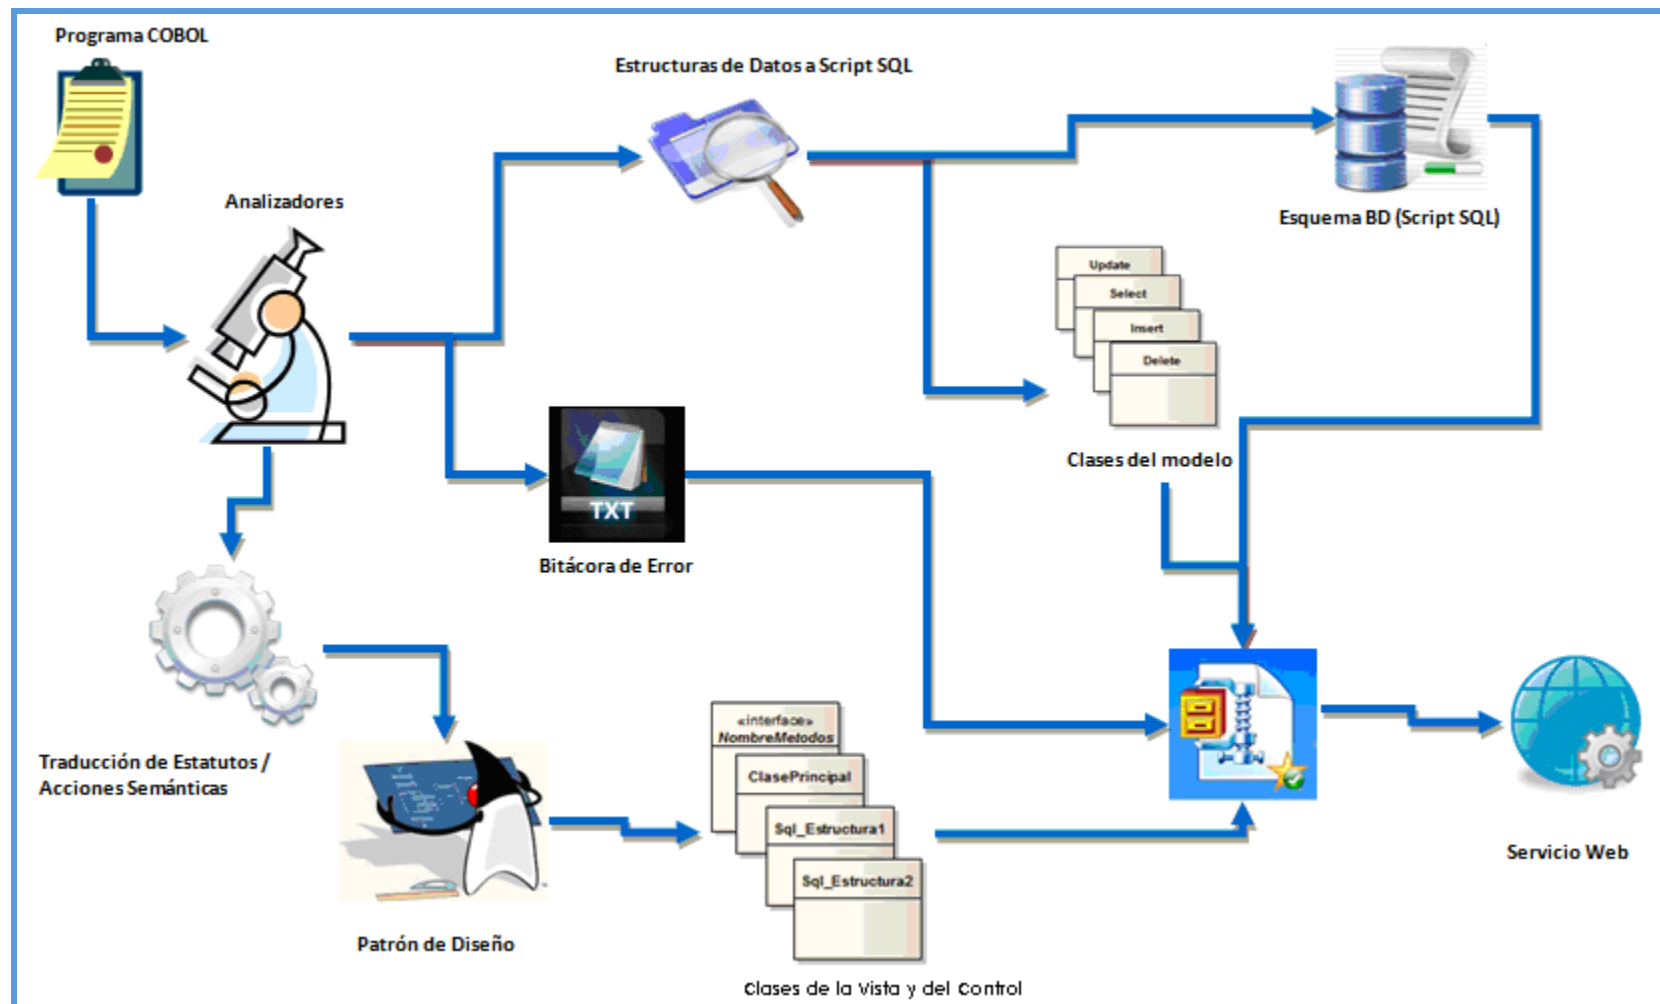 Programa COBOL
Estructuras de Datos a Script SQL
Analizadores
Esquema BD (Script SQL)
Update
Select
Insert
Delete
Clases del modelo
TXT
Bitácora de Error
Traducción de Estatutos /
Acciones Semánticas
«interface»
NombreMetodos
ClasePrincipal
Sql_Estructura1
Sql_Estructura2
Servicio Web
Patrón de Diseño
Clases de la Vista y del Control